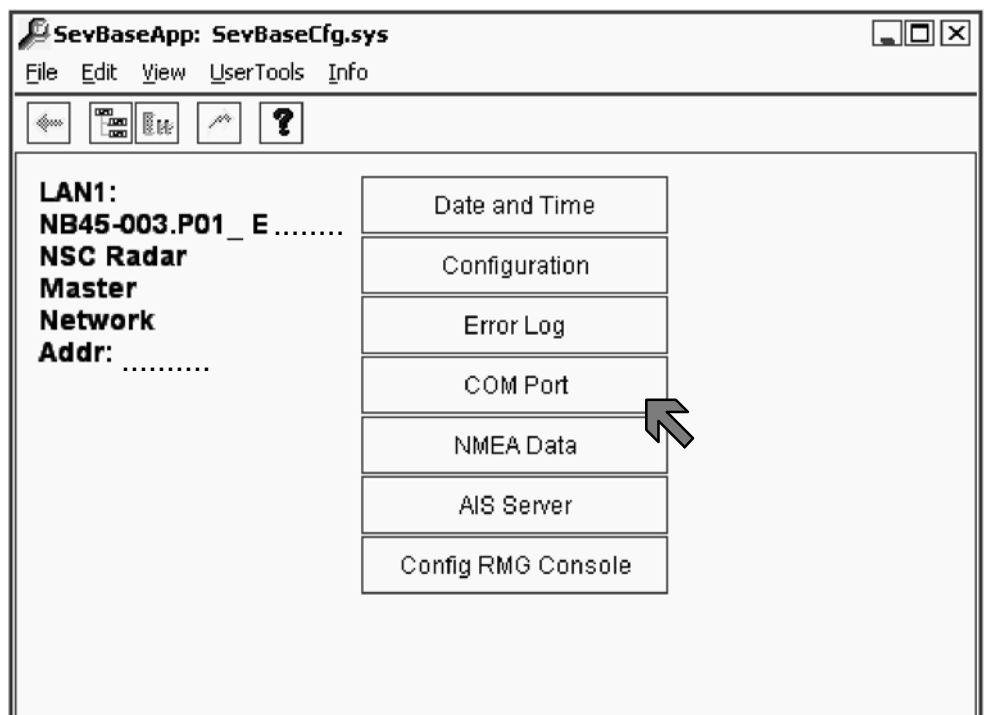 SevBaseApp: SevBaseCfg.sys
File Edit View UserTools Info
?
LAN1:
NB45-003.P01_ E ........
NSC Radar
Master
Network
Addr: ..........
Date and Time
Configuration
Error Log
COM Port
NMEA Data
AIS Server
Config RMG Console